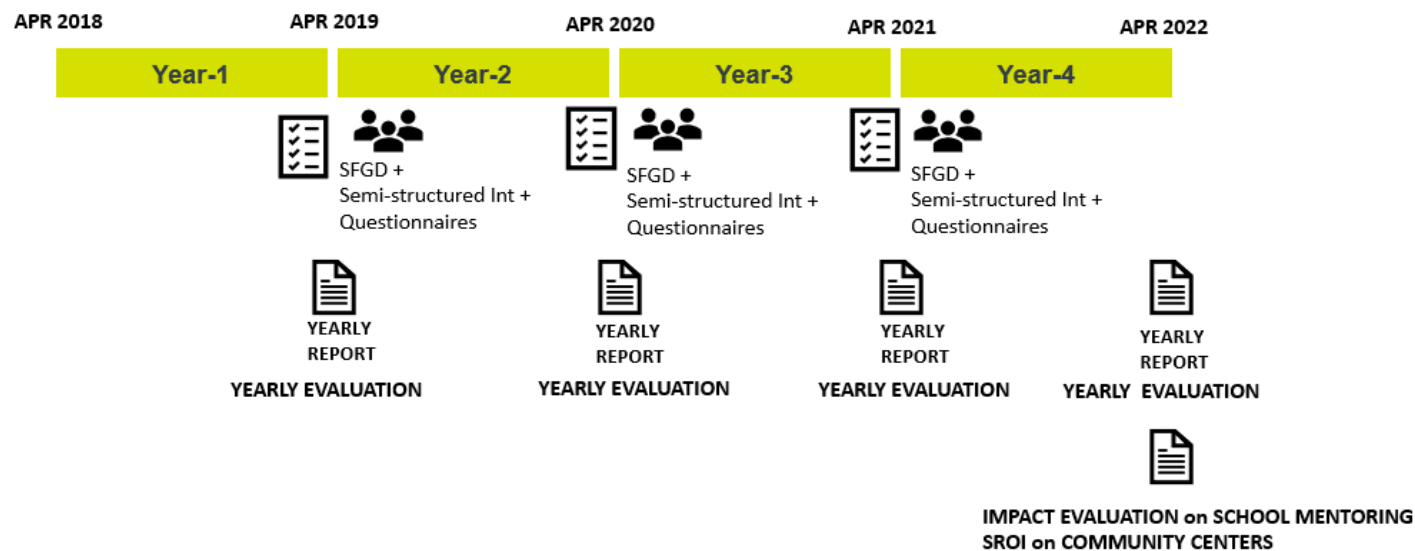 APR 2018
APR 2019
APR 2020
APR 2021
APR 2022
Year-1
Year-2
Year-3
Year-4
SFGD +
Semi-structured Int +
Questionnaires
SFGD +
Semi-structured Int +
Questionnaires
SFGD +
Semi-structured Int +
Questionnaires
YEARLY
REPORT
YEARLY EVALUATION
YEARLY
REPORT
YEARLY EVALUATION
YEARLY
REPORT
YEARLY EVALUATION
YEARLY
REPORT
YEARLY EVALUATION
IMPACT EVALUATION on SCHOOL MENTORING
SROI on COMMUNITY CENTERS